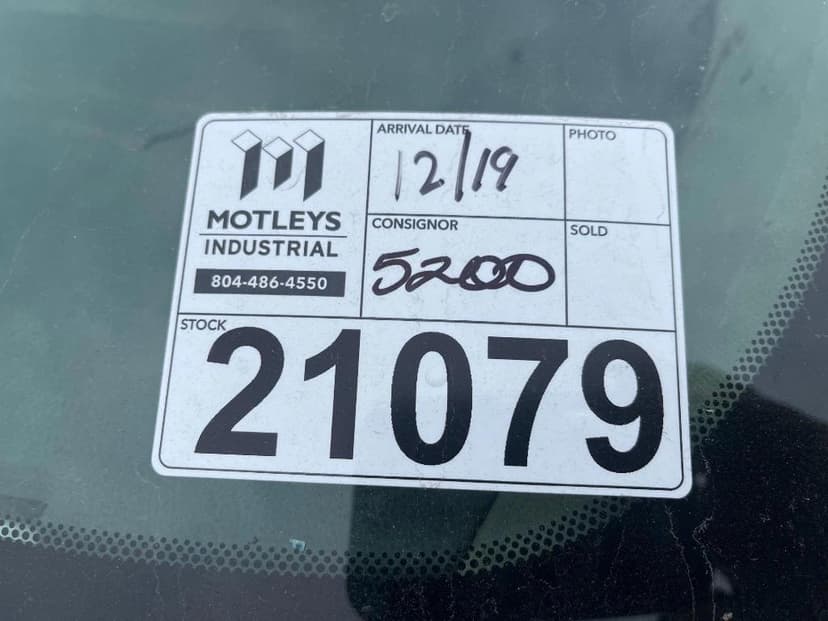 MOTLEYS
INDUSTRIAL
804-486-4550
ARRIVAL DATE
12/19
PHOTO
CONSIGNOR
5200
SOLD
STOCK
21079